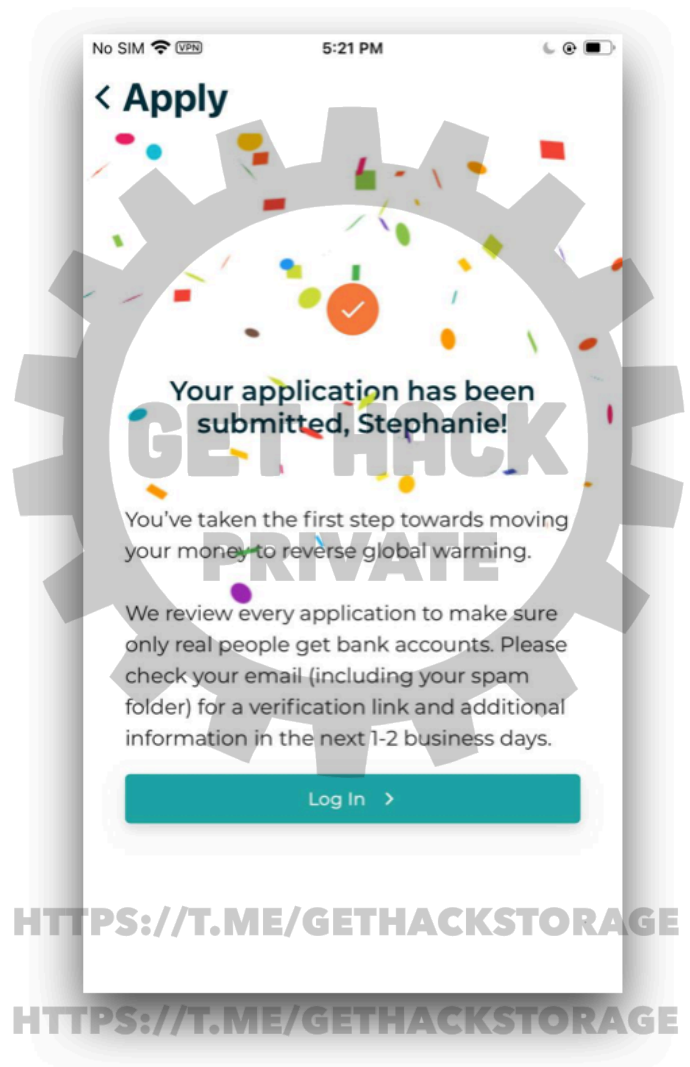 No SIM VPN 5:21 PM
Apply
Your application has been
submitted, Stephanie!
GET HACK
You've taken the first step towards moving
your money to reverse global warming.
PRIVATE
We review every application to make sure
only real people get bank accounts. Please
check your email (including your spam
folder) for a verification link and additional
information in the next 1-2 business days.
Log In
HTTPS://T.ME/GETHACKSTORAGE
HTTPS://T.ME/GETHACKSTORAGE